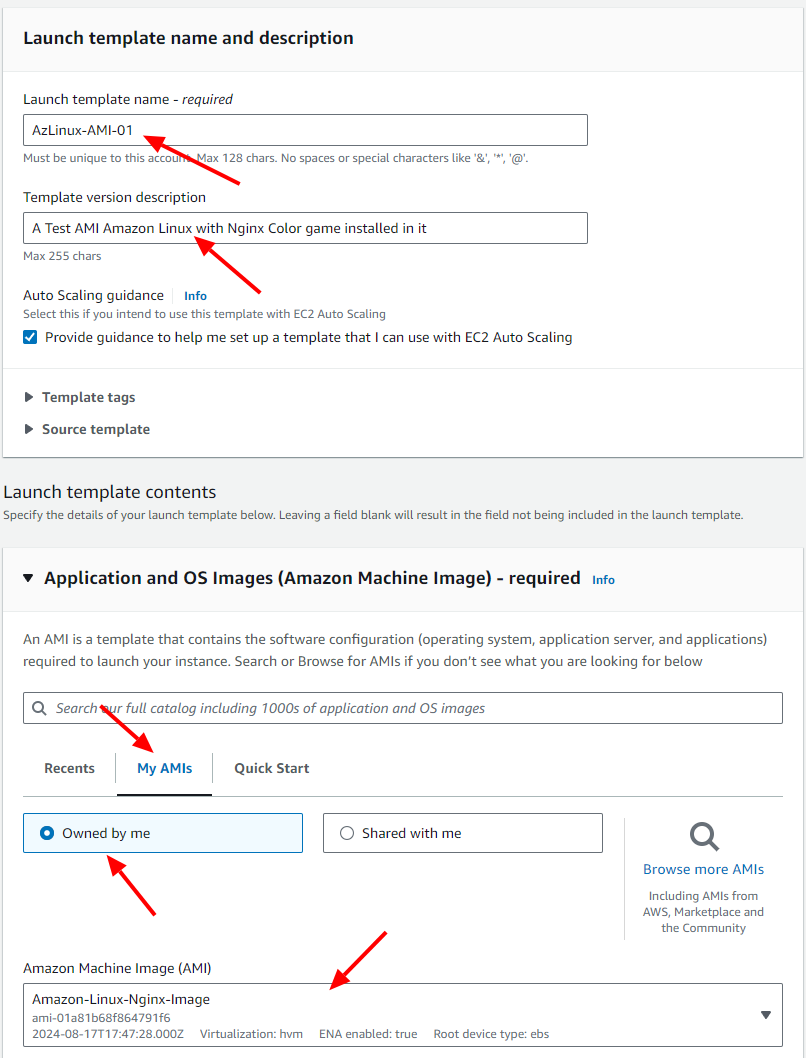 Launch template name and description
Launch template name - required
AzLinux-AMI-01
Must be unique to this account. Max 128 chars. No spaces or special characters like '&', '*', '@'.
Template version description
A Test AMI Amazon Linux with Nginx Color game installed in it
Max 255 chars
Auto Scaling guidance Info
Select this if you intend to use this template with EC2 Auto Scaling
Provide guidance to help me set up a template that I can use with EC2 Auto Scaling
Template tags
Source template
Launch template contents
Specify the details of your launch template below. Leaving a field blank will result in the field not being included in the launch template.
Application and OS Images (Amazon Machine Image) - required Info
An AMI is a template that contains the software configuration (operating system, application server, and applications)
required to launch your instance. Search or Browse for AMIs if you don't see what you are looking for below
Search our full catalog including 1000s of application and OS images
Recents My AMIs Quick Start
Owned by me Shared with me
Browse more AMIs
Including AMIs from
AWS, Marketplace and
the Community
Amazon Machine Image (AMI)
Amazon-Linux-Nginx-Image
ami-01a81b68f864791f6
2024-08-17T17:47:28.000Z Virtualization: hvm ENA enabled: true Root device type: ebs